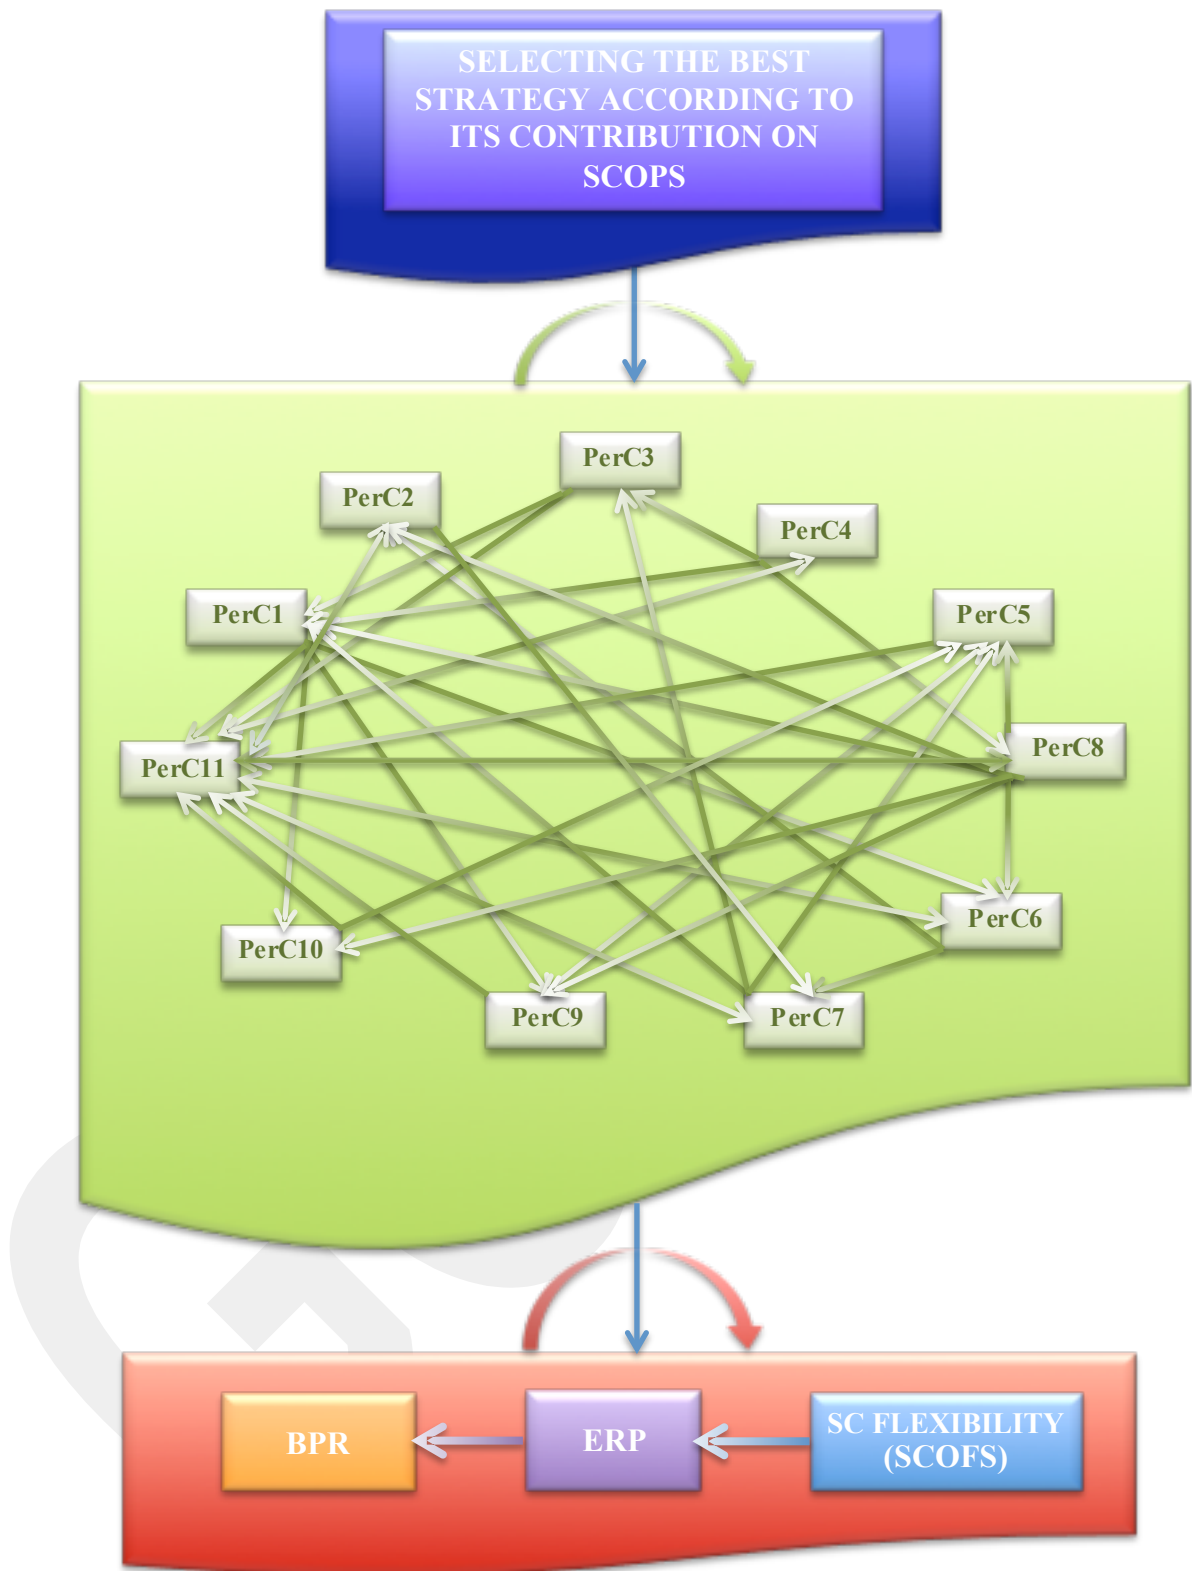 SELECTING THE BEST
STRATEGY ACCORDING TO
ITS CONTRIBUTION ON
SCOPS
PerC3
PerC2
PerC4
PerC1
PerC5
PerC8
PerC11
PerC6
PerC10
PerC9
PerC7
BPR
ERP
SC FLEXIBILITY
(SCOFS)